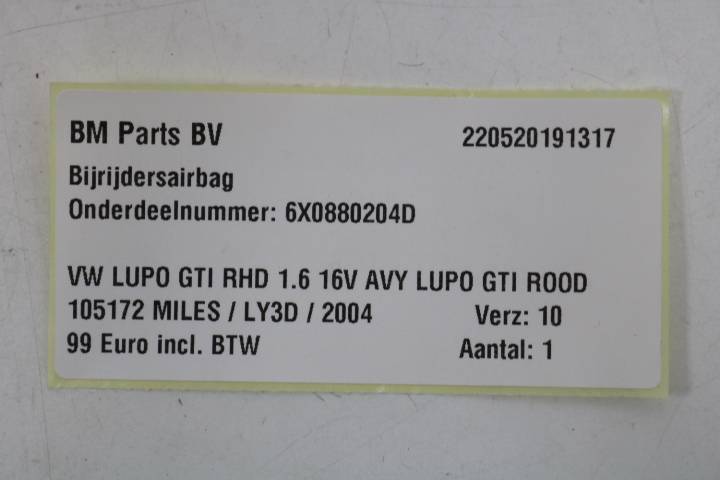 BM Parts BV 220520191317
Bijrijdersairbag
Onderdeelnummer: 6X0880204D
VW LUPO GTI RHD 1.6 16V AVY LUPO GTI ROOD
105172 MILES / LY3D / 2004 Verz: 10
99 Euro incl. BTW Aantal: 1